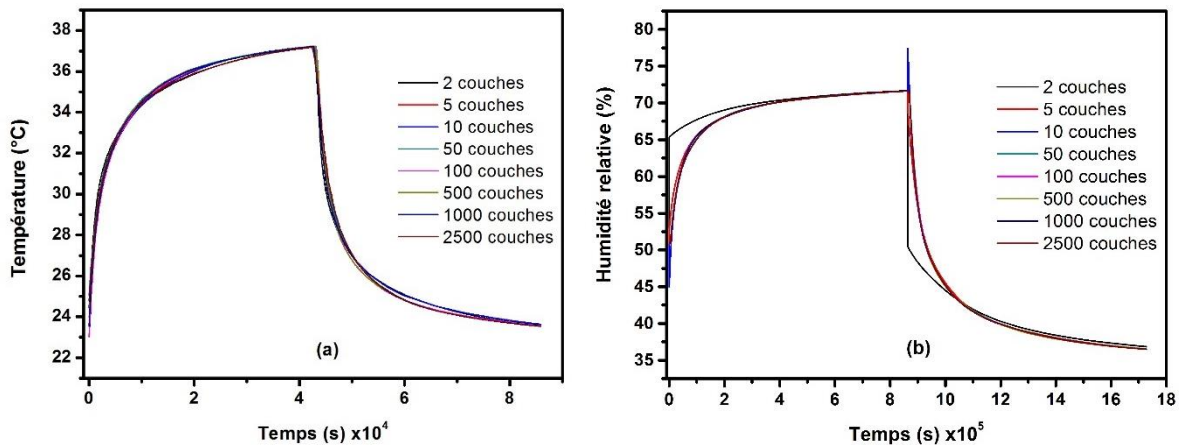 38
36
34
32
30
28
26
24
22
Température (°C)
0
2
4
6
8
Temps (s) x10⁴
2 couches
5 couches
10 couches
50 couches
100 couches
500 couches
1000 couches
2500 couches
(a)
80
75
70
65
60
55
50
45
40
35
Humidité relative (%)
0
2
4
6
8
10
12
14
16
18
Temps (s) x10⁵
2 couches
5 couches
10 couches
50 couches
100 couches
500 couches
1000 couches
2500 couches
(b)